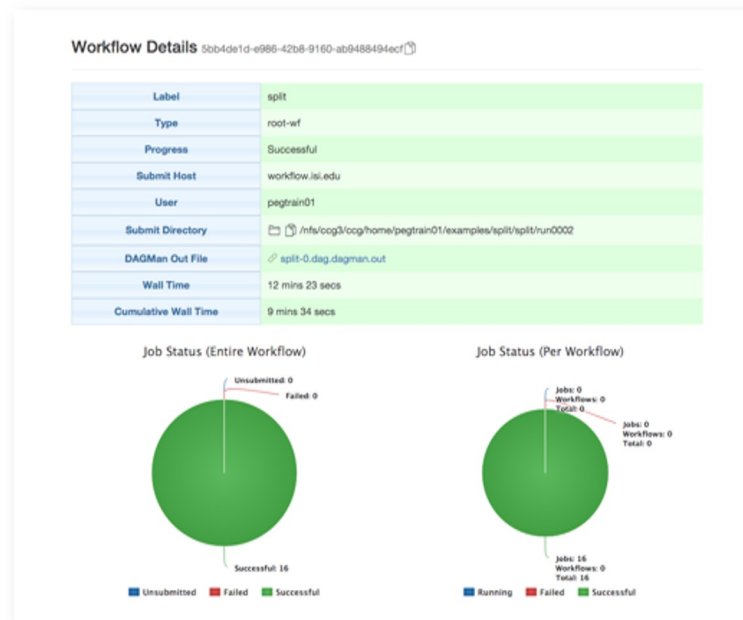 Workflow Details 5bb4de1d-e986-42b8-9160-ab9488494ecf
Label split
Type root-wf
Progress Successful
Submit Host workflow.isi.edu
User pegtrain01
Submit Directory /nfs/ccg3/ccg/home/pegtrain01/examples/split/split/run0002
DAGMan Out File split-0.dag.dagman.out
Wall Time 12 mins 23 secs
Cumulative Wall Time 9 mins 34 secs
Job Status (Entire Workflow)
Unsubmitted: 0
Failed: 0
Successful: 16
Unsubmitted Failed Successful
Job Status (Per Workflow)
Jobs: 0
Workflows: 0
Total: 0
Jobs: 0
Workflows: 0
Total: 0
Jobs: 16
Workflows: 0
Total: 16
Running Failed Successful